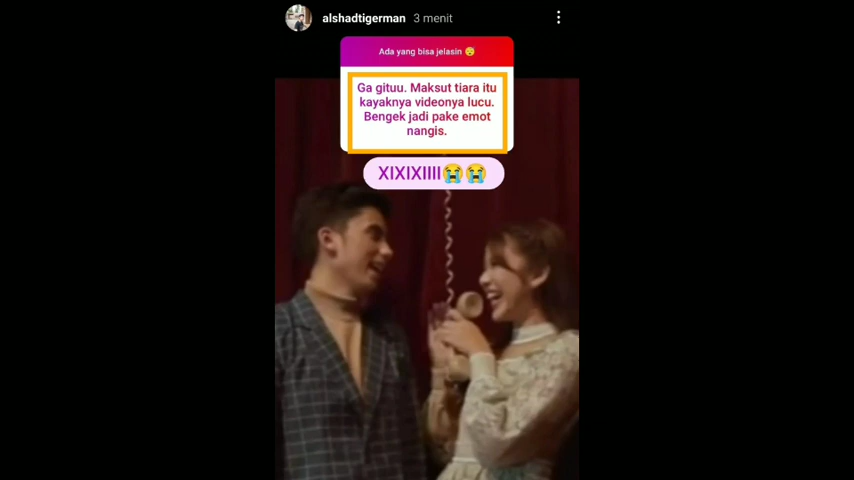 alshadtigerman 3 menit
Ada yang bisa jelasin 😌
Ga gituu. Maksut tiara itu
kayaknya videonya lucu.
Bengek jadi pake emot
nangis.
XIXIXIIII😭😭